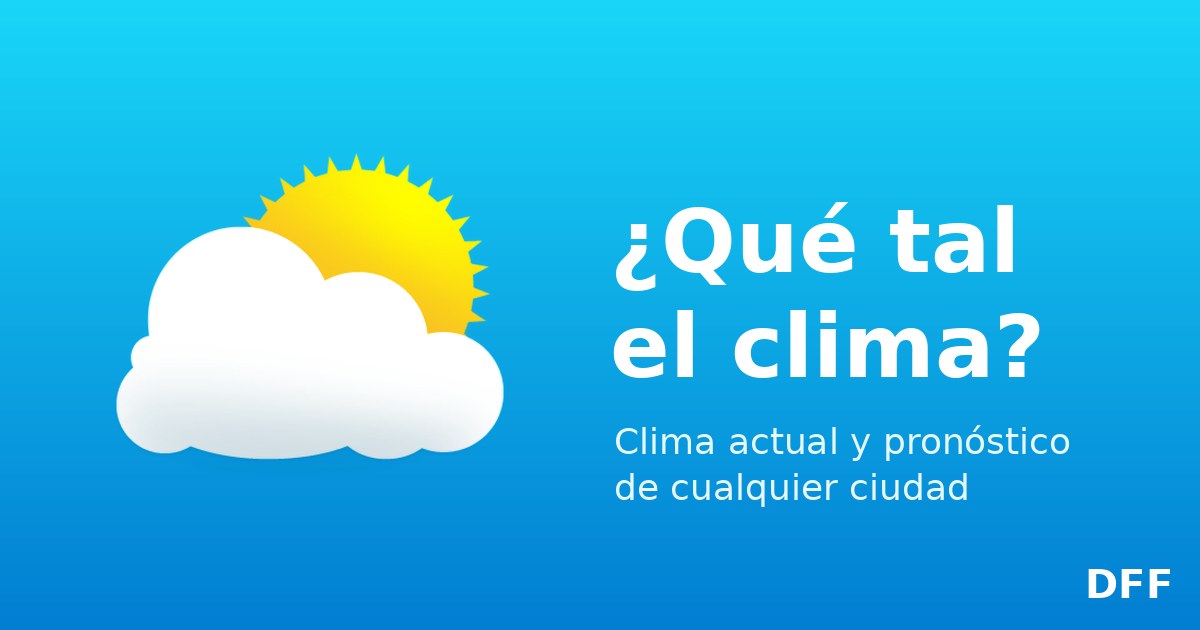 ¿Qué tal
el clima?
Clima actual y pronóstico
de cualquier ciudad
DFF